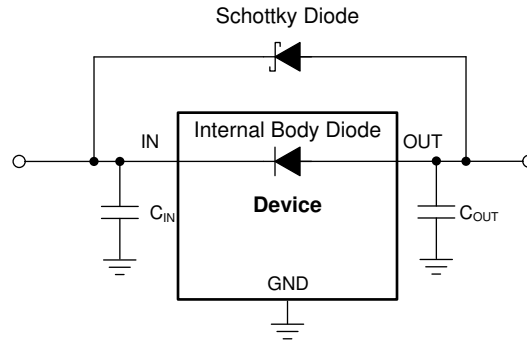 Schottky Diode
Internal Body Diode
IN
OUT
Device
CIN
COUT
GND